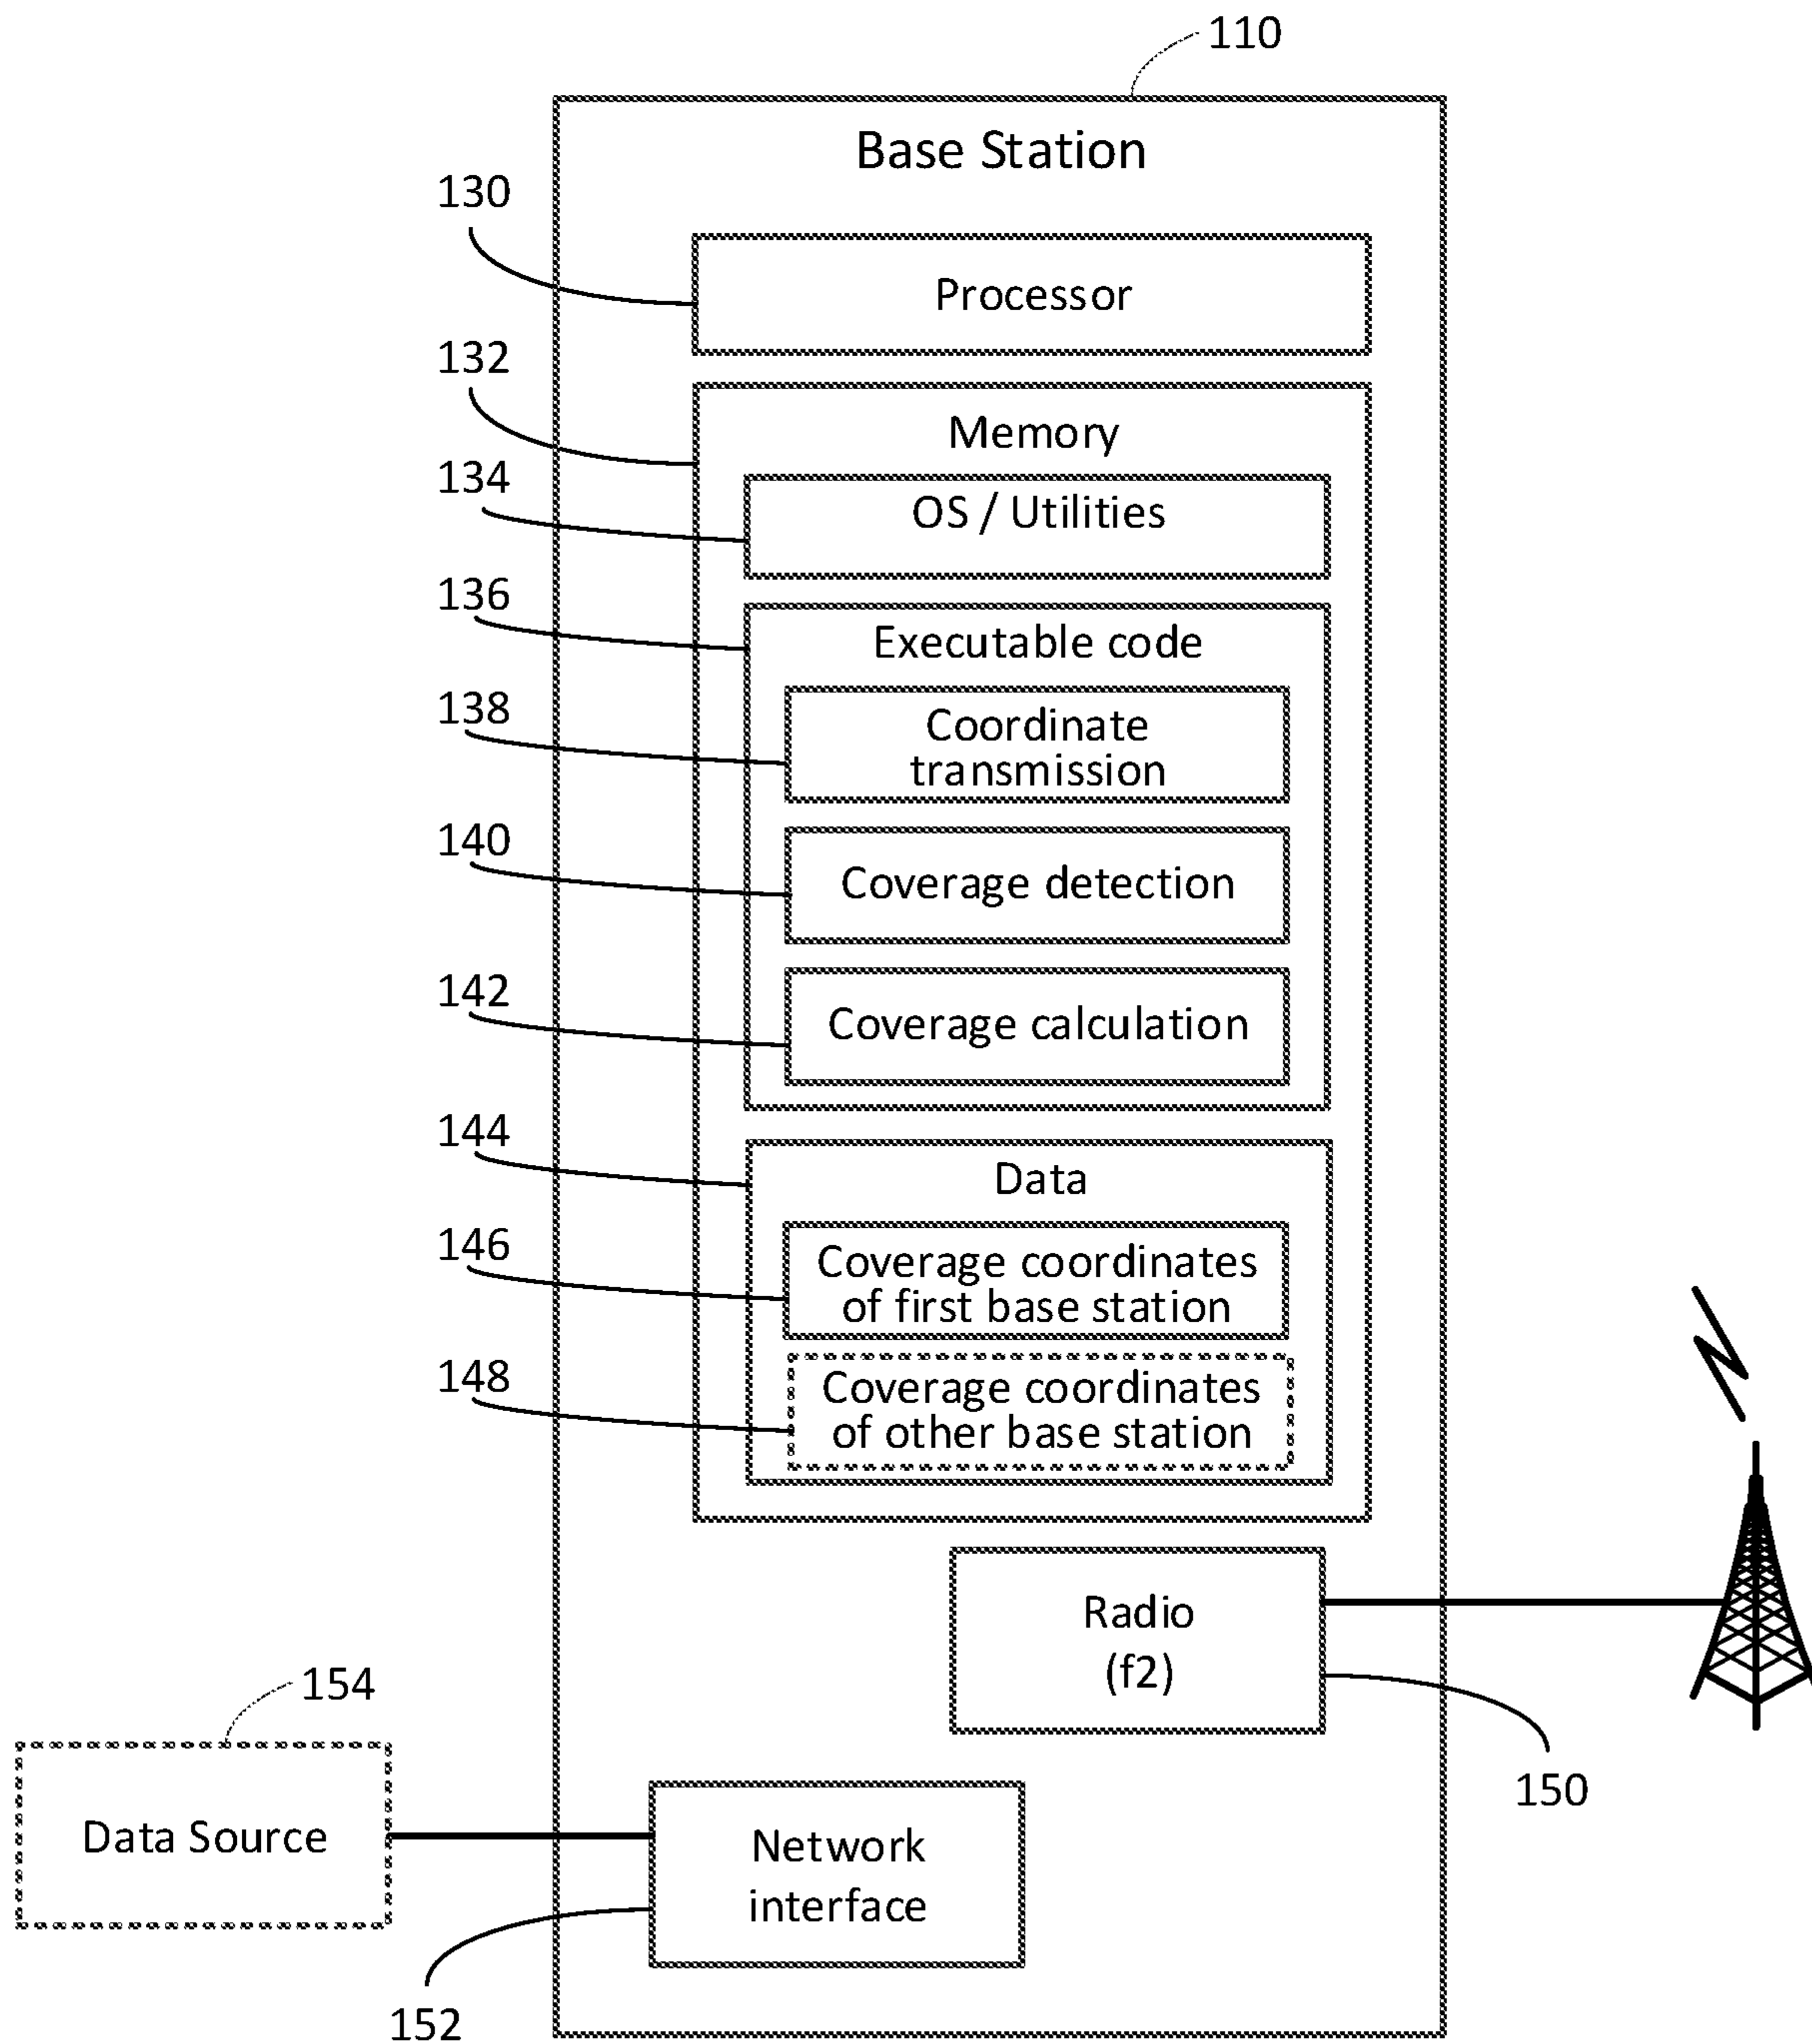 110
Base Station
130
Processor
132
Memory
134
OS / Utilities
136
Executable code
138
Coordinate
transmission
140
Coverage detection
142
Coverage calculation
144
Data
146
Coverage coordinates
of first base station
148
Coverage coordinates
of other base station
Radio
(f2)
150
154
Data Source
Network
interface
152